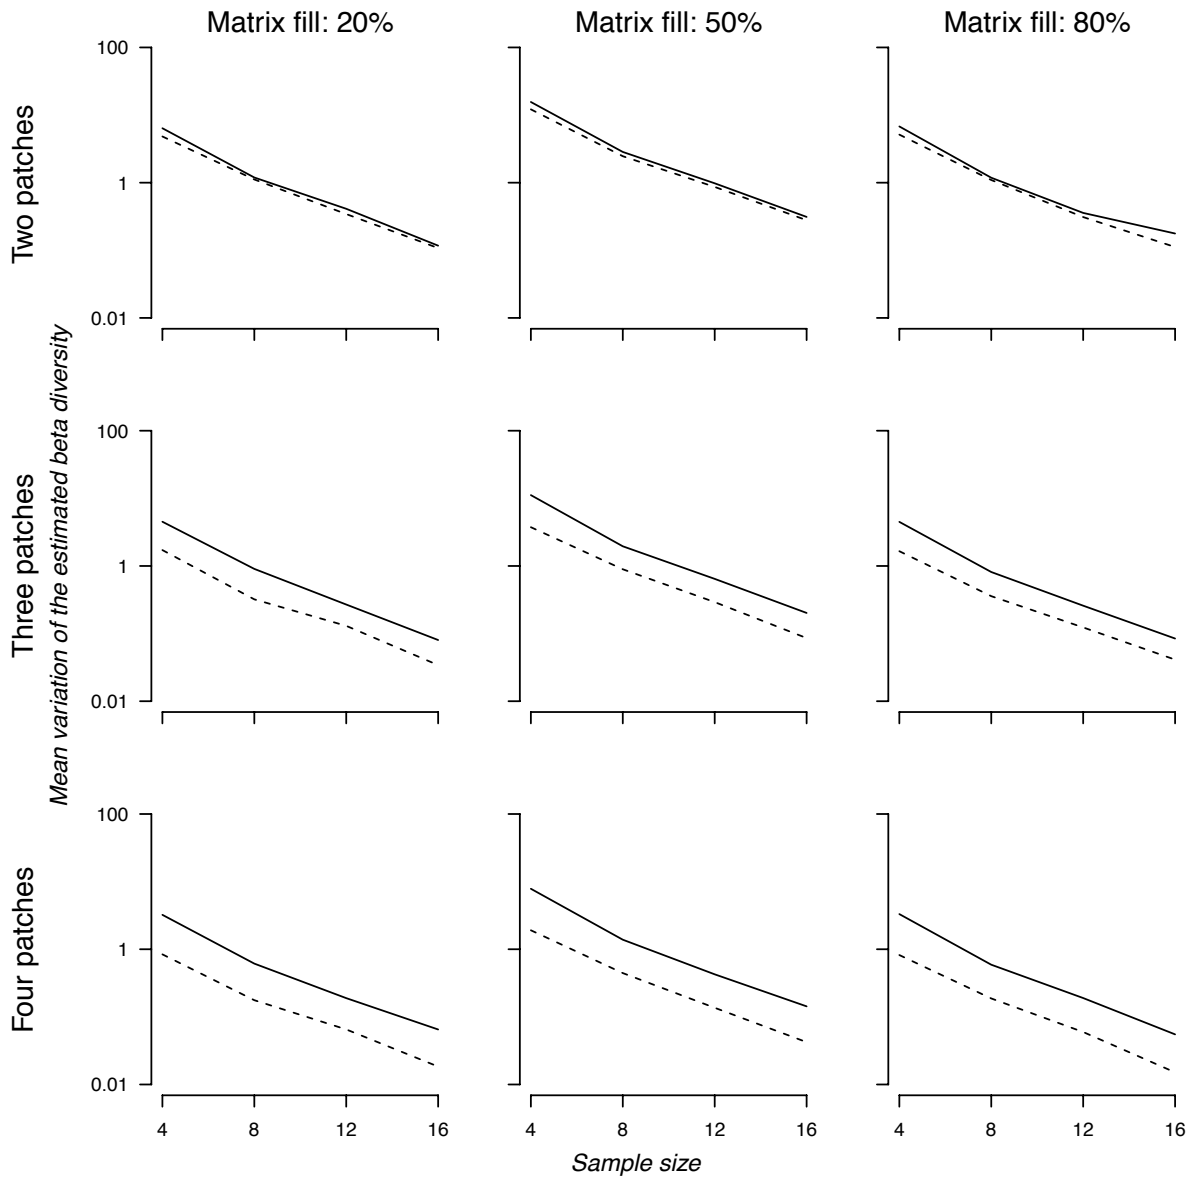 Matrix fill: 20%
Matrix fill: 50%
Matrix fill: 80%
Two patches
100
1
0.01
Mean variation of the estimated beta diversity
Three patches
100
1
0.01
Four patches
100
1
0.01
4 8 12 16
4 8 12 16
4 8 12 16
Sample size